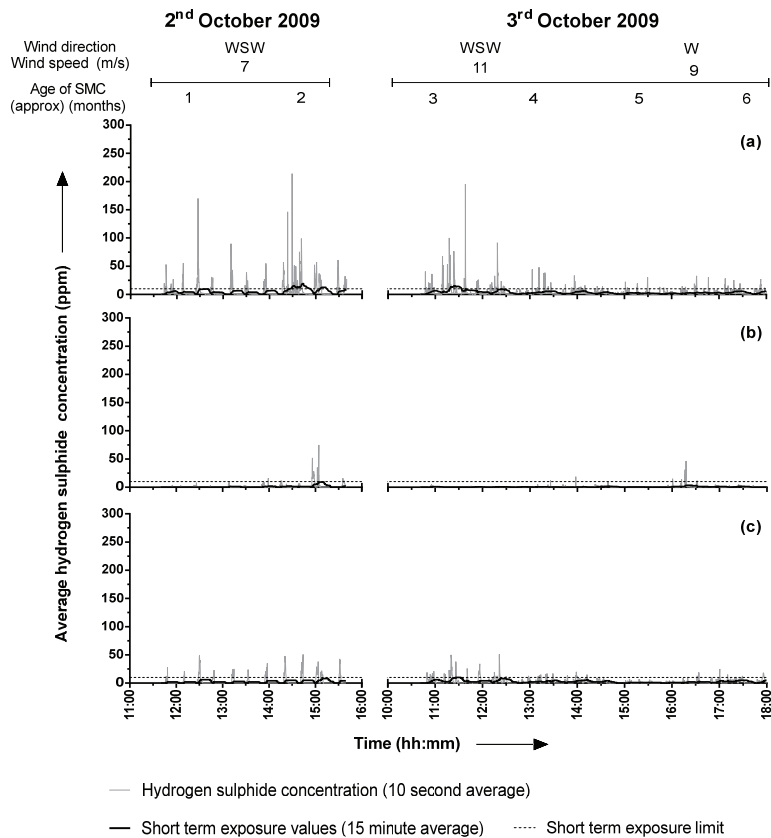 2nd October 2009 3rd October 2009
Wind direction WSW WSW W
Wind speed (m/s) 7 11 9
Age of SMC
(approx) (months) 1 2 3 4 5 6
Average hydrogen sulphide concentration (ppm)
300 (a)
250
200
150
100
50
0
300 (b)
250
200
150
100
50
0
300 (c)
250
200
150
100
50
0
11:00 12:00 13:00 14:00 15:00 16:00 10:00 11:00 12:00 13:00 14:00 15:00 16:00 17:00 18:00
Time (hh:mm)
Hydrogen sulphide concentration (10 second average)
Short term exposure values (15 minute average) Short term exposure limit